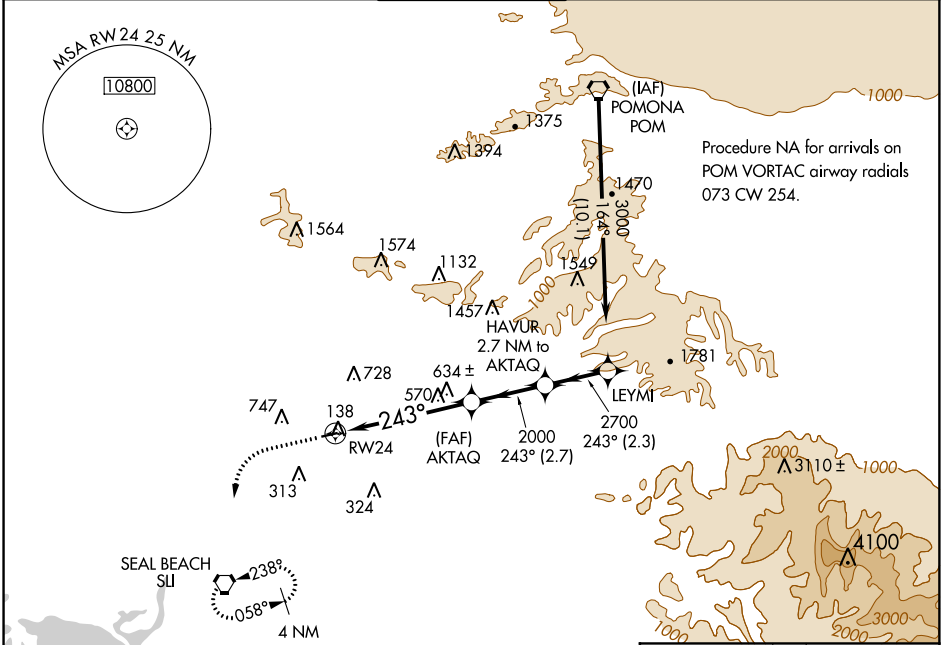 MSA RW24 25 NM
10800
(IAF)
POMONA
POM
1000
1375
1394
Procedure NA for arrivals on
POM VORTAC airway radials
073 CW 254.
1470
3000
164°
(10.1)
1564
1574
1132
1549
1000
1457
HAVUR
2.7 NM to
AKTAQ
1781
728
634 ±
570
LEYMI
747
138
243°
RW24
(FAF)
AKTAQ
2000
243° (2.7)
2700
243° (2.3)
313
324
2000
3110 ±
1000
4100
SEAL BEACH
SLI
238°
058°
4 NM
3000
1000
2000